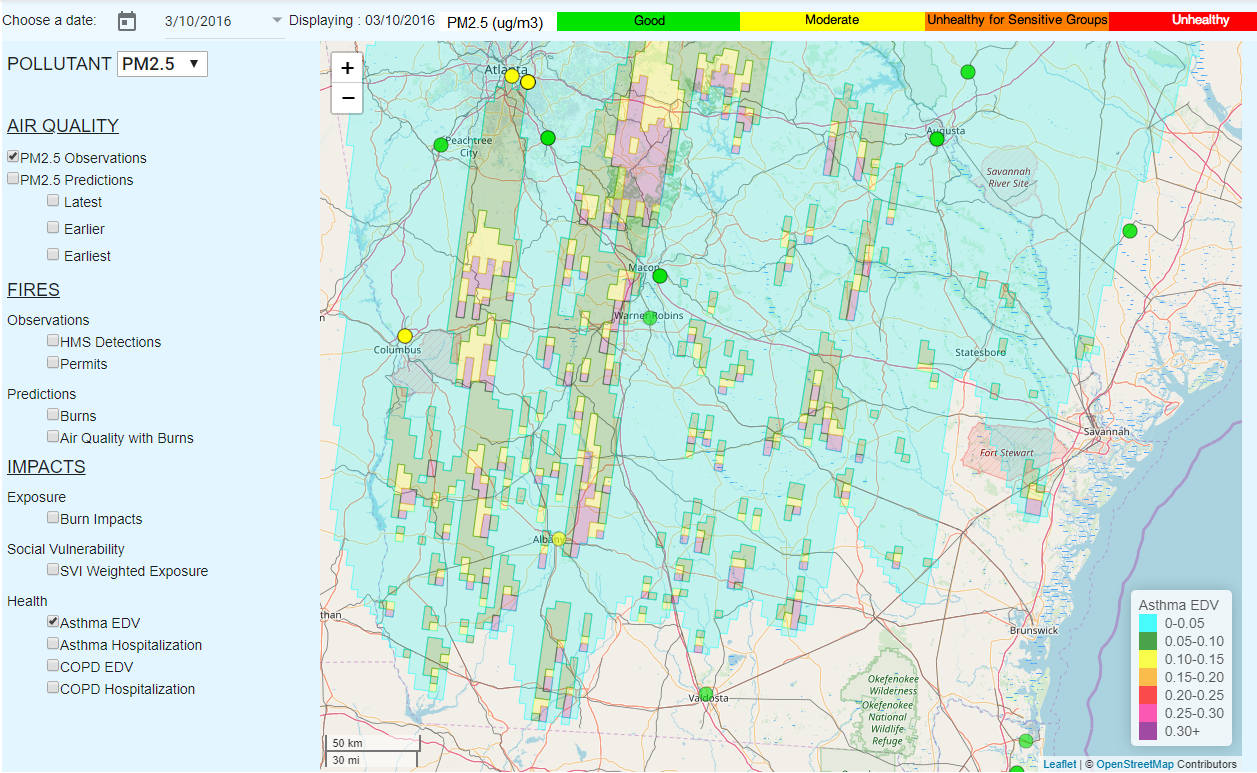 Choose a date: 3/10/2016 Displaying : 03/10/2016 PM2.5 (ug/m3) Good Moderate Unhealthy for Sensitive Groups Unhealthy
POLLUTANT PM2.5 ▼
AIR QUALITY
PM2.5 Observations
PM2.5 Predictions
Latest
Earlier
Earliest
FIRES
Observations
HMS Detections
Permits
Predictions
Burns
Air Quality with Burns
IMPACTS
Exposure
Burn Impacts
Social Vulnerability
SVI Weighted Exposure
Health
Asthma EDV
Asthma Hospitalization
COPD EDV
COPD Hospitalization
+
−
Atlanta
Peachtree
City
Augusta
Savannah
River Site
Macon
Warner Robins
Columbus
Statesboro
Savannah
Fort Stewart
Albany
Brunswick
Valdosta
Okefenokee
Wilderness
Okefenokee
National
Wildlife
Refuge
than
n
50 km
30 mi
Asthma EDV
0-0.05
0.05-0.10
0.10-0.15
0.15-0.20
0.20-0.25
0.25-0.30
0.30+
Leaflet | © OpenStreetMap Contributors